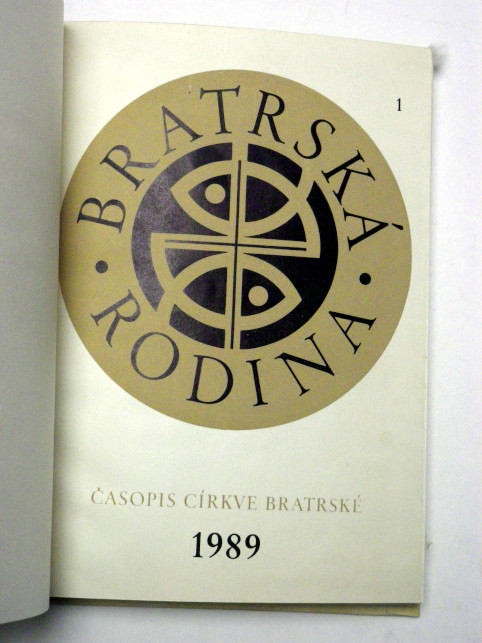 1
BRATRSKÁ
RODINA
ČASOPIS CÍRKVE BRATRSKÉ
1989